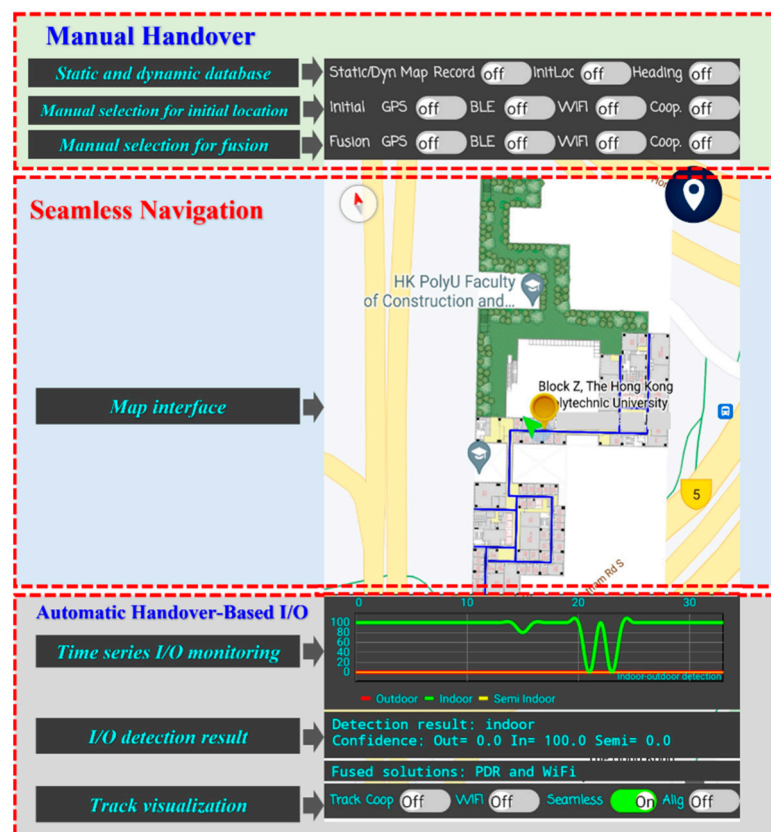 Manual Handover
Static and dynamic database
Static/Dyn Map Record off InitLoc off Heading off
Manual selection for initial location
Initial GPS off BLE off WIFI off Coop. off
Manual selection for fusion
Fusion GPS off BLE off WIFI off Coop. off
Seamless Navigation
HK PolyU Faculty
of Construction and...
Block Z, The Hong Kong
olytechnic University
Map interface
5
Rd S
Automatic Handover-Based I/O
0 10 20 30
Time series I/O monitoring
100
80
60
40
20
0
Indoor-outdoor detection
Outdoor Indoor Semi Indoor
I/O detection result
Detection result: indoor
Confidence: Out= 0.0 In= 100.0 Semi= 0.0
Fused solutions: PDR and WiFi
Track visualization
Track Coop Off WIFI Off Seamless On Allg Off